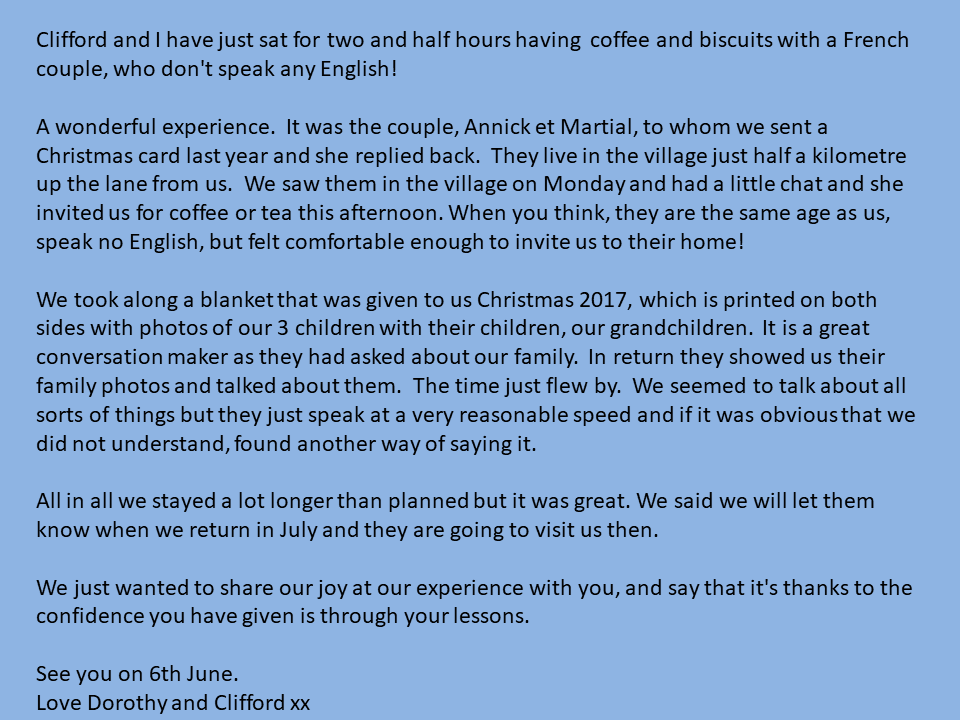 Clifford and I have just sat for two and half hours having coffee and biscuits with a French
couple, who don't speak any English!
A wonderful experience. It was the couple, Annick et Martial, to whom we sent a
Christmas card last year and she replied back. They live in the village just half a kilometre
up the lane from us. We saw them in the village on Monday and had a little chat and she
invited us for coffee or tea this afternoon. When you think, they are the same age as us,
speak no English, but felt comfortable enough to invite us to their home!
We took along a blanket that was given to us Christmas 2017, which is printed on both
sides with photos of our 3 children with their children, our grandchildren. It is a great
conversation maker as they had asked about our family. In return they showed us their
family photos and talked about them. The time just flew by. We seemed to talk about all
sorts of things but they just speak at a very reasonable speed and if it was obvious that we
did not understand, found another way of saying it.
All in all we stayed a lot longer than planned but it was great. We said we will let them
know when we return in July and they are going to visit us then.
We just wanted to share our joy at our experience with you, and say that it's thanks to the
confidence you have given is through your lessons.
See you on 6th June.
Love Dorothy and Clifford xx